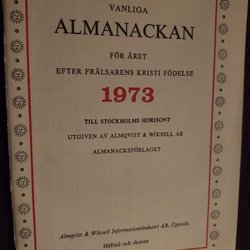 VANLIGA
ALMANACKAN
FÖR ÅRET
EFTER FRÄLSARENS KRISTI FÖDELSE
1973
TILL STOCKHOLMS HORISONT
UTGIVEN AV ALMQVIST & WIKSELL AB
ALMANACKSFÖRLAGET
Almqvist & Wiksell Informationsindustri AB, Uppsala
Häftad och skuren